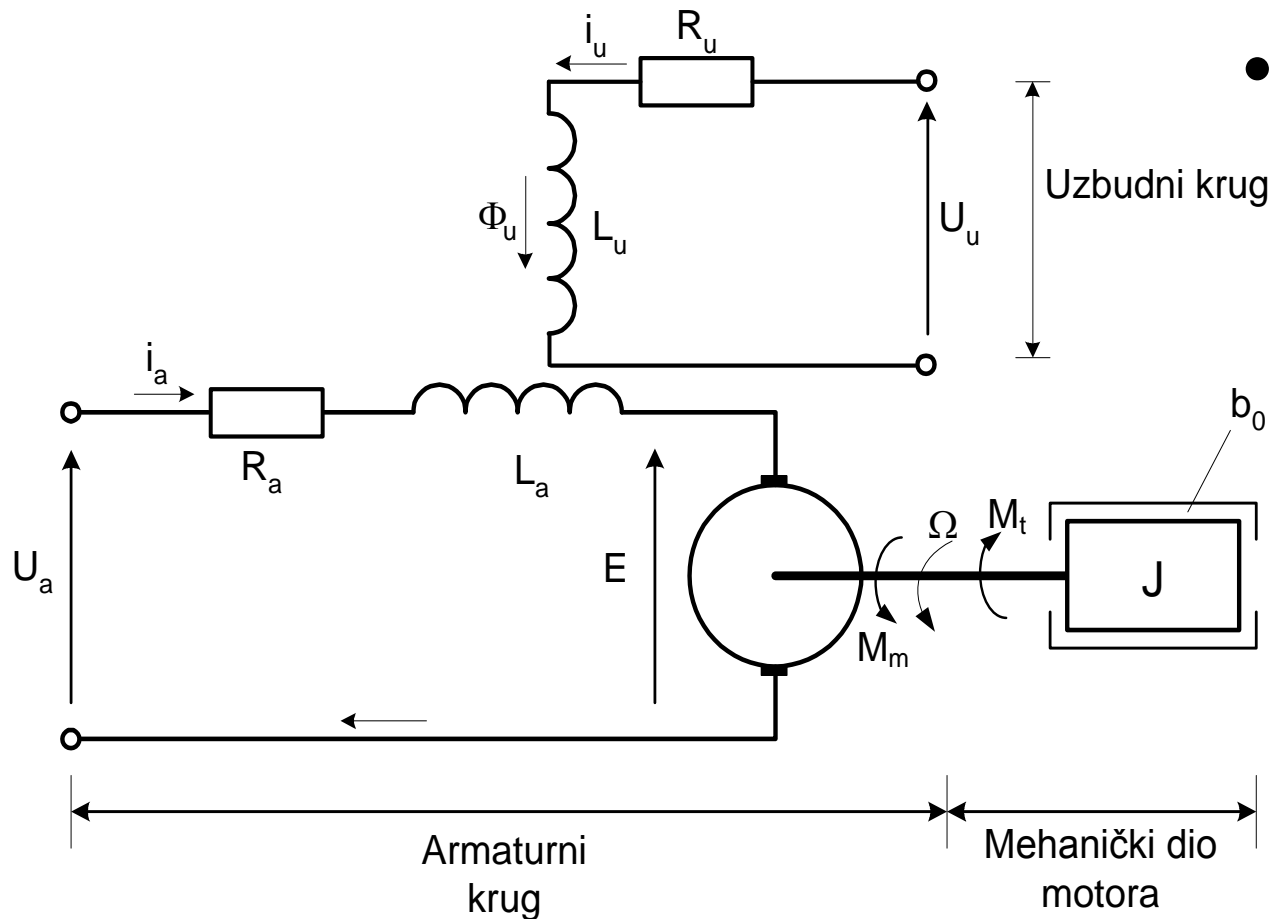 i_u
R_u
Uzbudni krug
Φ_u
L_u
U_u
i_a
R_a
L_a
b_0
U_a
E
Ω
M_t
J
M_m
Armaturni
krug
Mehanički dio
motora